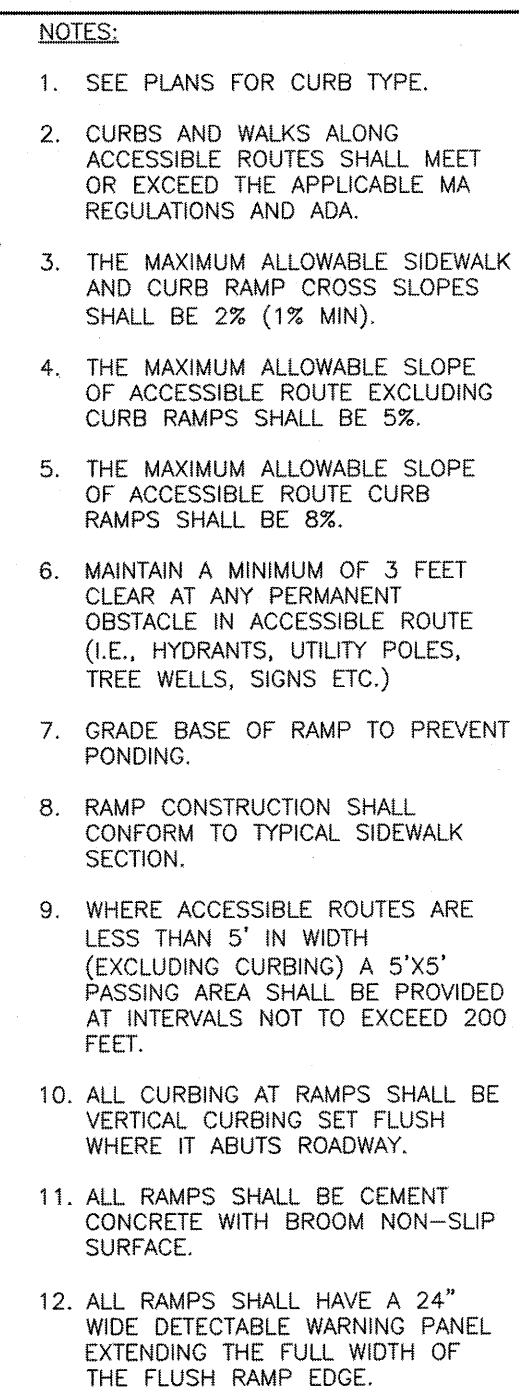 NOTES:
1. SEE PLANS FOR CURB TYPE.
2. CURBS AND WALKS ALONG
ACCESSIBLE ROUTES SHALL MEET
OR EXCEED THE APPLICABLE MA
REGULATIONS AND ADA.
3. THE MAXIMUM ALLOWABLE SIDEWALK
AND CURB RAMP CROSS SLOPES
SHALL BE 2% (1% MIN).
4. THE MAXIMUM ALLOWABLE SLOPE
OF ACCESSIBLE ROUTE EXCLUDING
CURB RAMPS SHALL BE 5%.
5. THE MAXIMUM ALLOWABLE SLOPE
OF ACCESSIBLE ROUTE CURB
RAMPS SHALL BE 8%.
6. MAINTAIN A MINIMUM OF 3 FEET
CLEAR AT ANY PERMANENT
OBSTACLE IN ACCESSIBLE ROUTE
(I.E., HYDRANTS, UTILITY POLES,
TREE WELLS, SIGNS ETC.)
7. GRADE BASE OF RAMP TO PREVENT
PONDING.
8. RAMP CONSTRUCTION SHALL
CONFORM TO TYPICAL SIDEWALK
SECTION.
9. WHERE ACCESSIBLE ROUTES ARE
LESS THAN 5' IN WIDTH
(EXCLUDING CURBING) A 5'X5'
PASSING AREA SHALL BE PROVIDED
AT INTERVALS NOT TO EXCEED 200
FEET.
10. ALL CURBING AT RAMPS SHALL BE
VERTICAL CURBING SET FLUSH
WHERE IT ABUTS ROADWAY.
11. ALL RAMPS SHALL BE CEMENT
CONCRETE WITH BROOM NON-SLIP
SURFACE.
12. ALL RAMPS SHALL HAVE A 24"
WIDE DETECTABLE WARNING PANEL
EXTENDING THE FULL WIDTH OF
THE FLUSH RAMP EDGE.